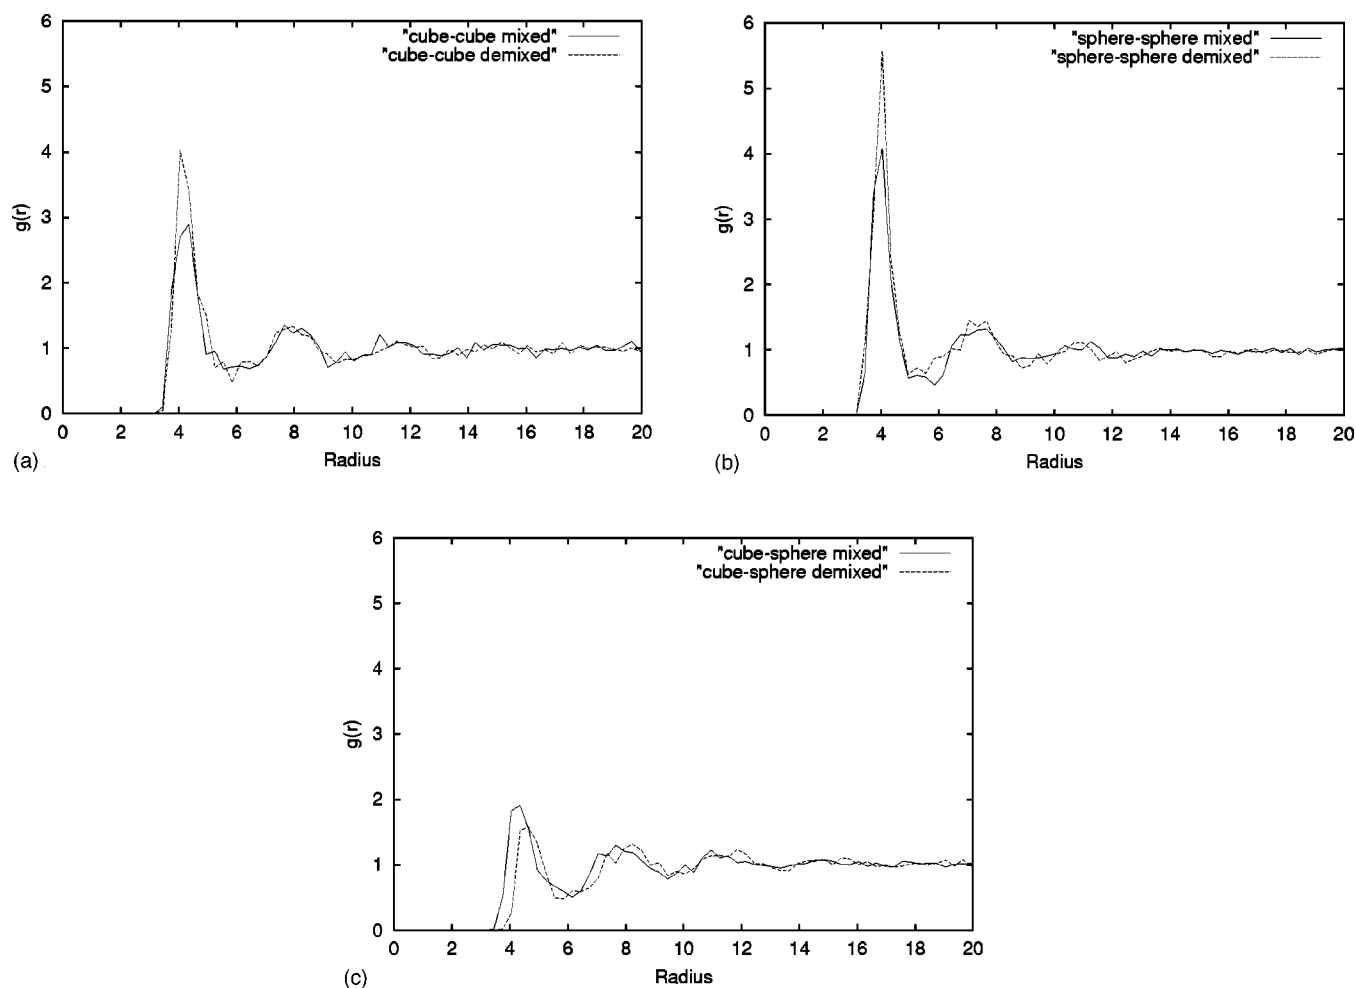 6
"cube-cube mixed"
"cube-cube demixed"
5
4
3
g(r)
2
1
0
0 2 4 6 8 10 12 14 16 18 20
(a)
Radius
6
"sphere-sphere mixed"
"sphere-sphere demixed"
5
4
3
g(r)
2
1
0
0 2 4 6 8 10 12 14 16 18 20
(b)
Radius
6
"cube-sphere mixed"
"cube-sphere demixed"
5
4
3
g(r)
2
1
0
0 2 4 6 8 10 12 14 16 18 20
(c)
Radius